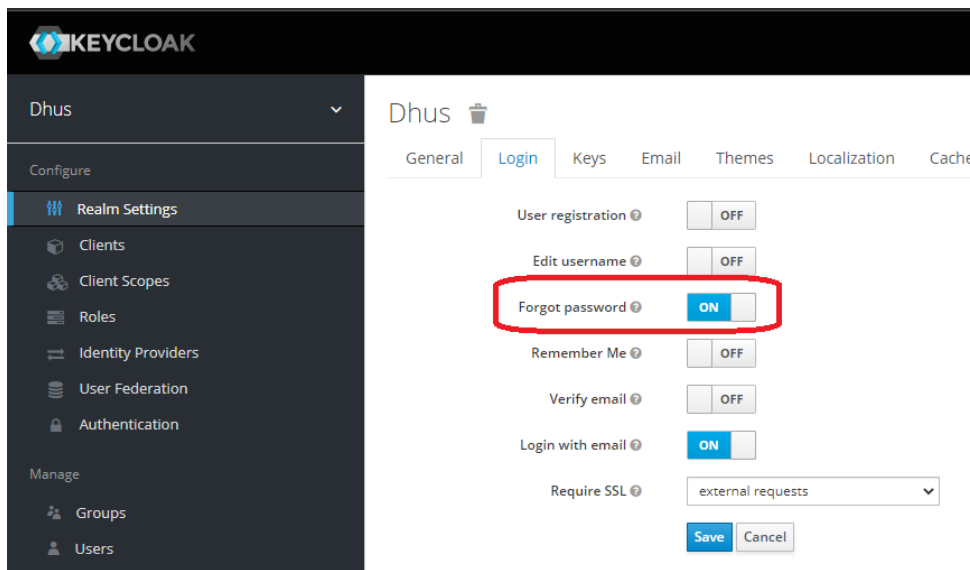 KEYCLOAK
Dhus
Configure
Realm Settings
Clients
Client Scopes
Roles
Identity Providers
User Federation
Authentication
Manage
Groups
Users
Dhus
General Login Keys Email Themes Localization Cache
User registration OFF
Edit username OFF
Forgot password ON
Remember Me OFF
Verify email OFF
Login with email ON
Require SSL external requests
Save Cancel